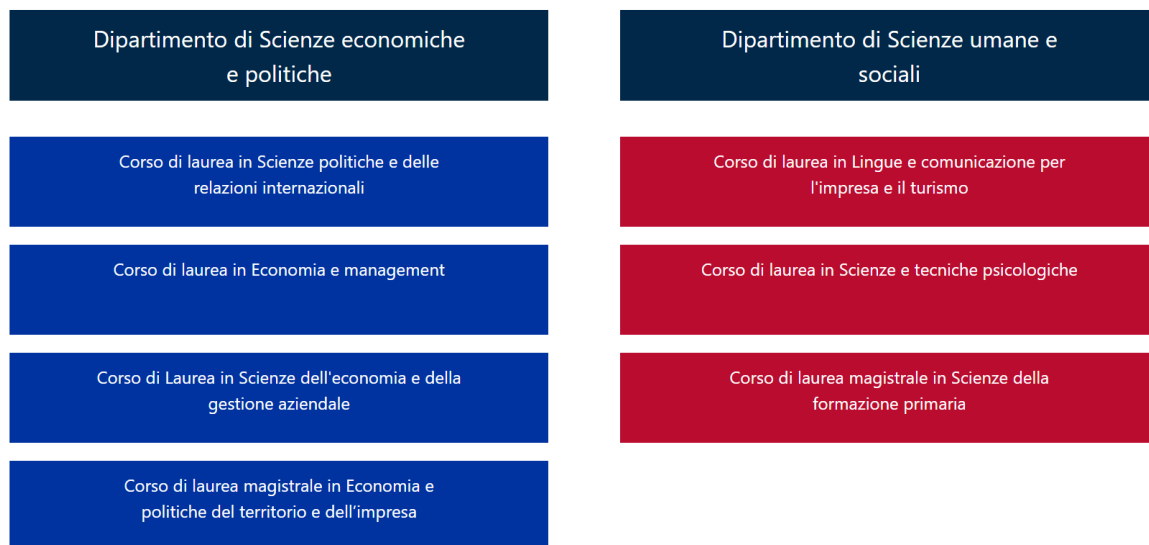 Dipartimento di Scienze economiche
e politiche
Corso di laurea in Scienze politiche e delle
relazioni internazionali
Corso di laurea in Economia e management
Corso di Laurea in Scienze dell'economia e della
gestione aziendale
Corso di laurea magistrale in Economia e
politiche del territorio e dell’impresa
Dipartimento di Scienze umane e
sociali
Corso di laurea in Lingue e comunicazione per
l'impresa e il turismo
Corso di laurea in Scienze e tecniche psicologiche
Corso di laurea magistrale in Scienze della
formazione primaria